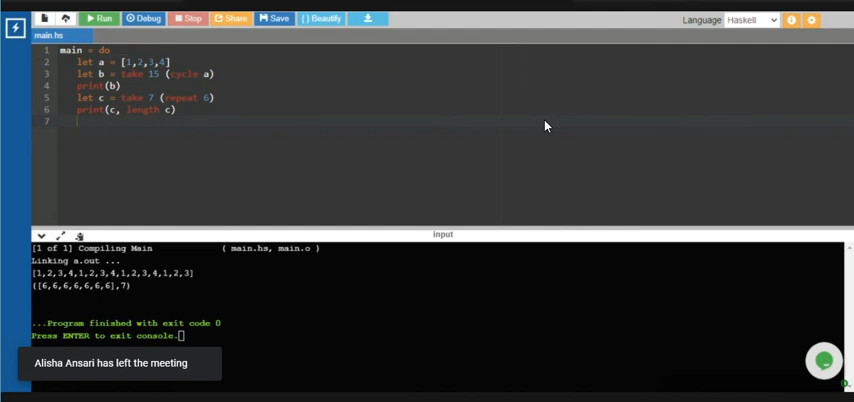 Run Debug Stop Share Save { } Beautify Language Haskell
main.hs
1 main = do
2 let a = [1,2,3,4]
3 let b = take 15 (cycle a)
4 print(b)
5 let c = take 7 (repeat 6)
6 print(c, length c)
7
input
[1 of 1] Compiling Main ( main.hs, main.o )
Linking a.out ...
[1,2,3,4,1,2,3,4,1,2,3,4,1,2,3]
([6,6,6,6,6,6,6],7)
...Program finished with exit code 0
Press ENTER to exit console.
Alisha Ansari has left the meeting